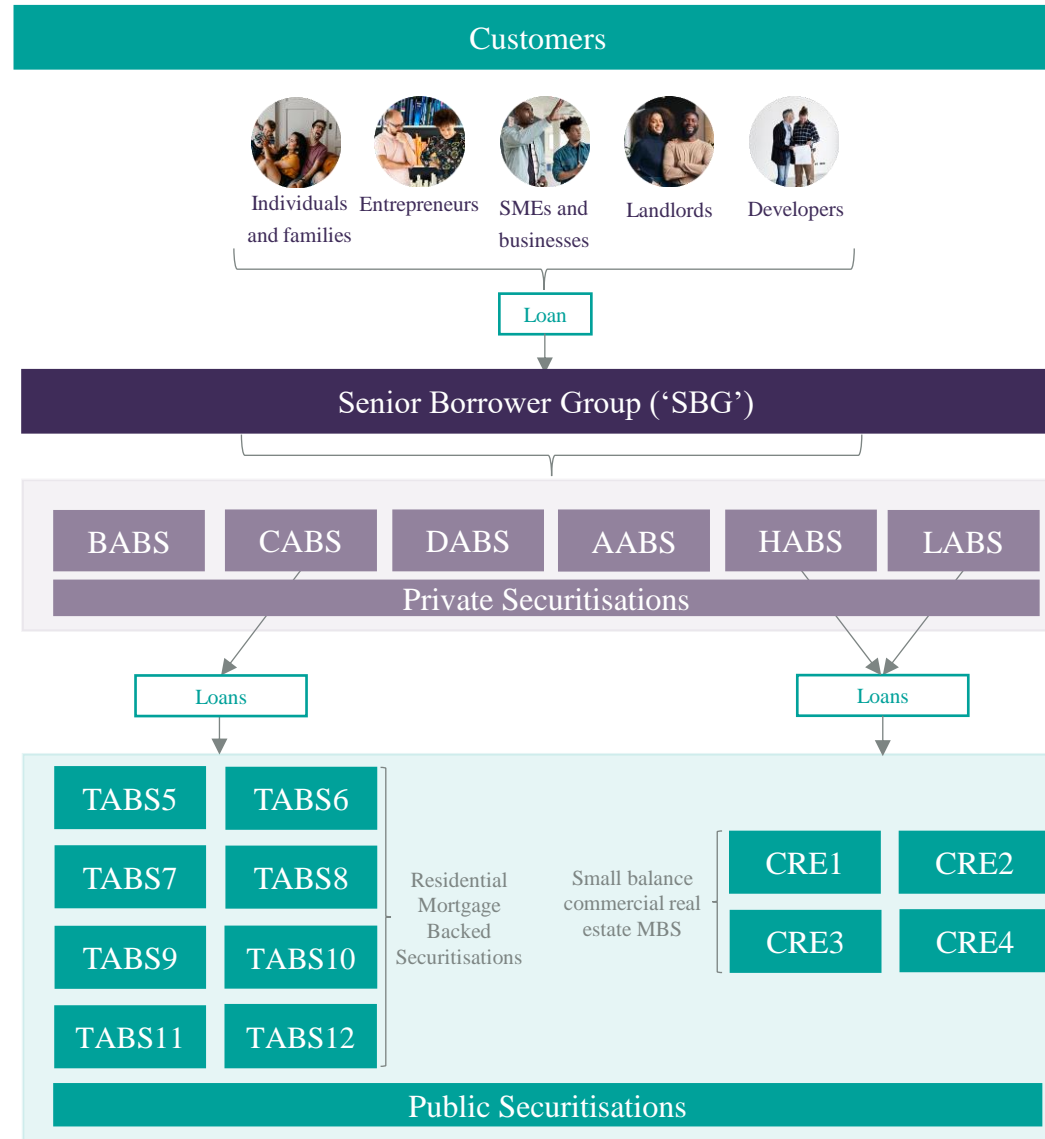 Customers
Individuals
and families
Entrepreneurs
SMEs and
businesses
Landlords
Developers
Loan
Senior Borrower Group (‘SBG’)
BABS
CABS
DABS
AABS
HABS
LABS
Private Securitisations
Loans
Loans
TABS5
TABS6
TABS7
TABS8
TABS9
TABS10
TABS11
TABS12
Residential
Mortgage
Backed
Securitisations
Small balance
commercial real
estate MBS
CRE1
CRE2
CRE3
CRE4
Public Securitisations